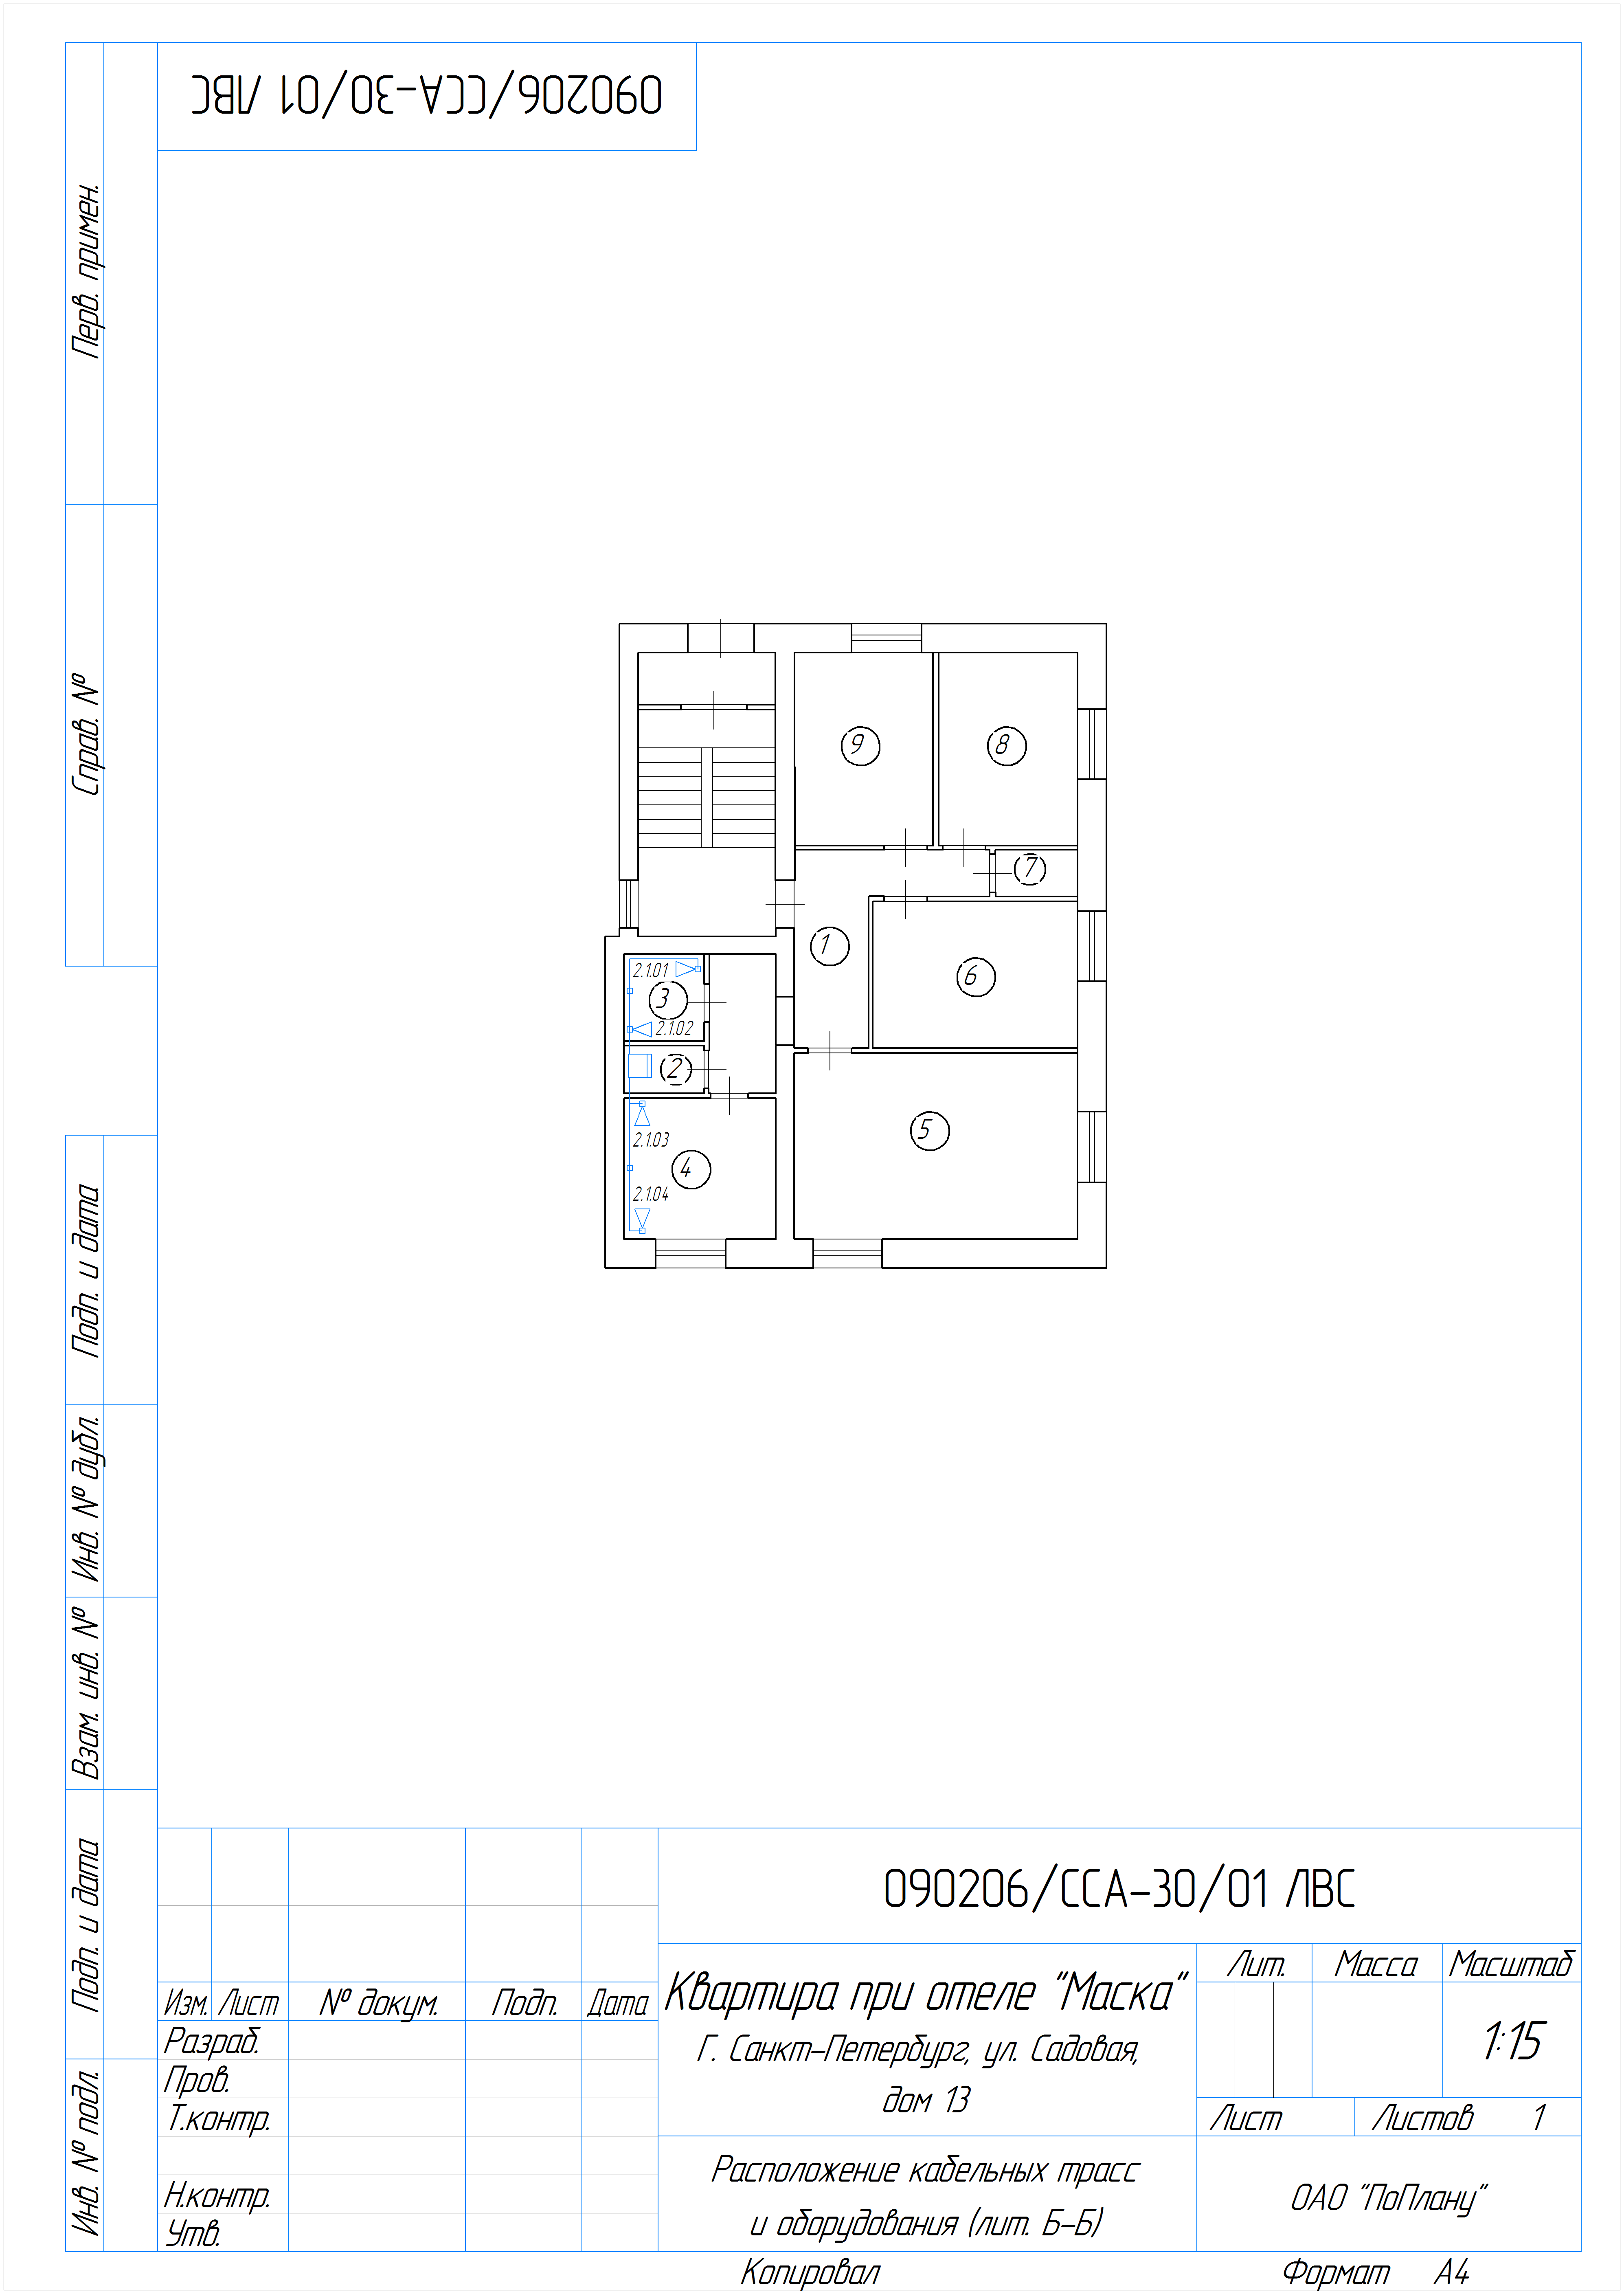 090206/ССА-30/01 ЛВС
Перв. примен.
Справ. №
9
8
7
1
6
2.1.01
3
2.1.02
2
5
2.1.03
4
2.1.04
Подп. и дата
Инв. № дубл.
Взам. инв. №
Подп. и дата
Инв. № подл.
090206/ССА-30/01 ЛВС
Изм. Лист № докум. Подп. Дата
Разраб.
Пров.
Т.контр.
Н.контр.
Утв.
Квартира при отеле "Маска"
Г. Санкт-Петербург, ул. Садовая,
дом 13
Лит. Масса Масштаб
1:15
Лист Листов 1
Расположение кабельных трасс
и оборудования (лит. Б-Б)
ОАО "ПоПлану"
Копировал Формат А4